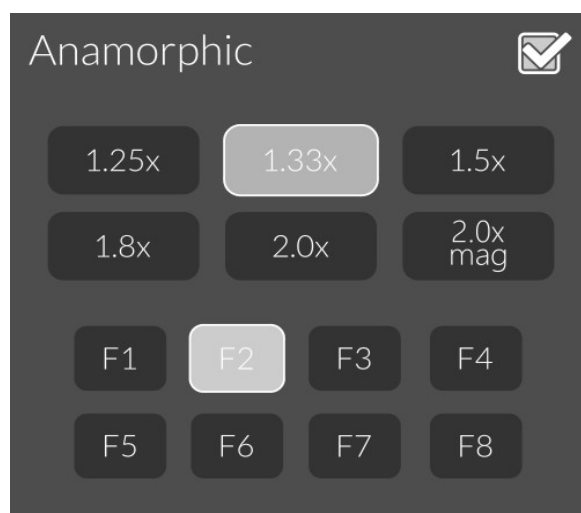 Anamorphic
1.25x 1.33x 1.5x
1.8x 2.0x 2.0x
mag
F1 F2 F3 F4
F5 F6 F7 F8